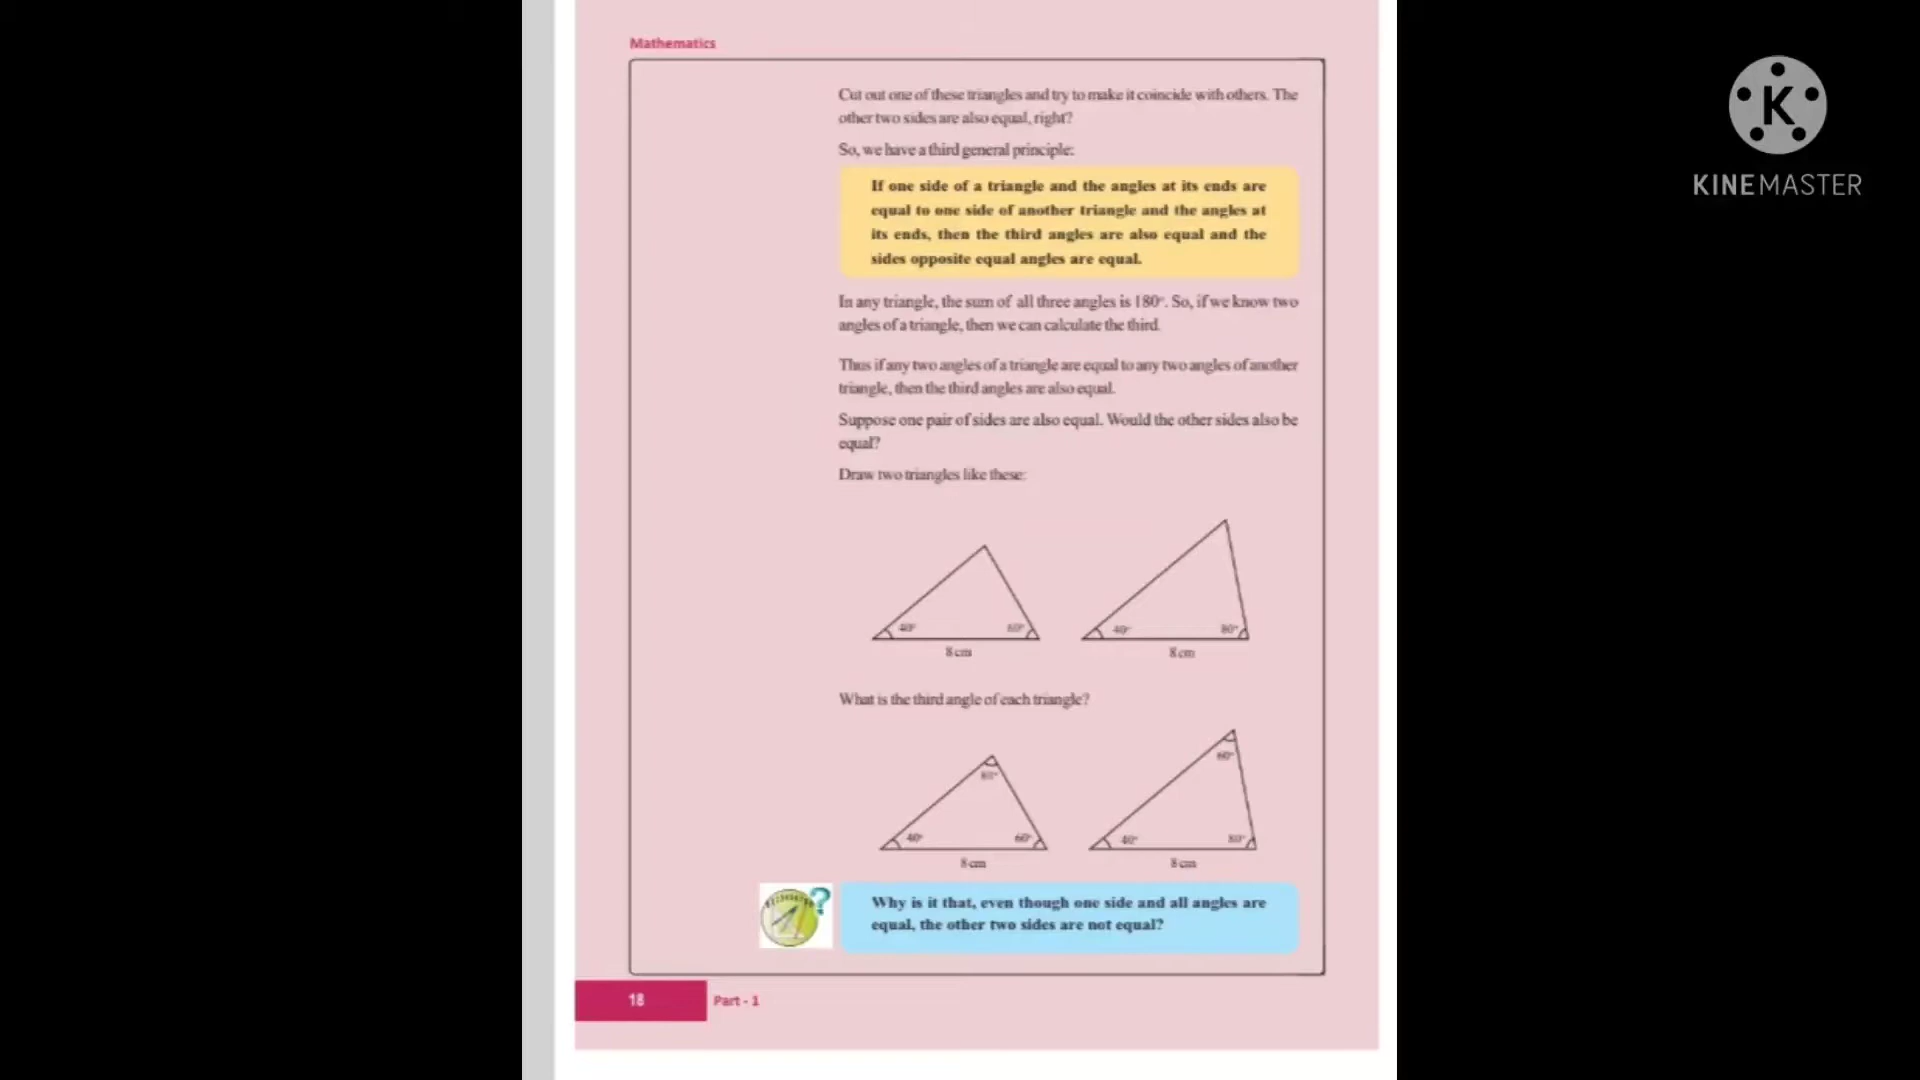 Mathematics
Cut out one of these triangles and try to make it coincide with others. The
other two sides are also equal, right?
So, we have a third general principle:
If one side of a triangle and the angles at its ends are
equal to one side of another triangle and the angles at
its ends, then the third angles are also equal and the
sides opposite equal angles are equal.
In any triangle, the sum of all three angles is 180°. So, if we know two
angles of a triangle, then we can calculate the third.
Thus if any two angles of a triangle are equal to any two angles of another
triangle, then the third angles are also equal.
Suppose one pair of sides are also equal. Would the other sides also be
equal?
Draw two triangles like these:
40° 60° 40° 80°
8 cm 8 cm
What is the third angle of each triangle?
60°
80°
40° 60° 40° 80°
8 cm 8 cm
Why is it that, even though one side and all angles are
equal, the other two sides are not equal?
18 Part - 1
K
KINEMASTER